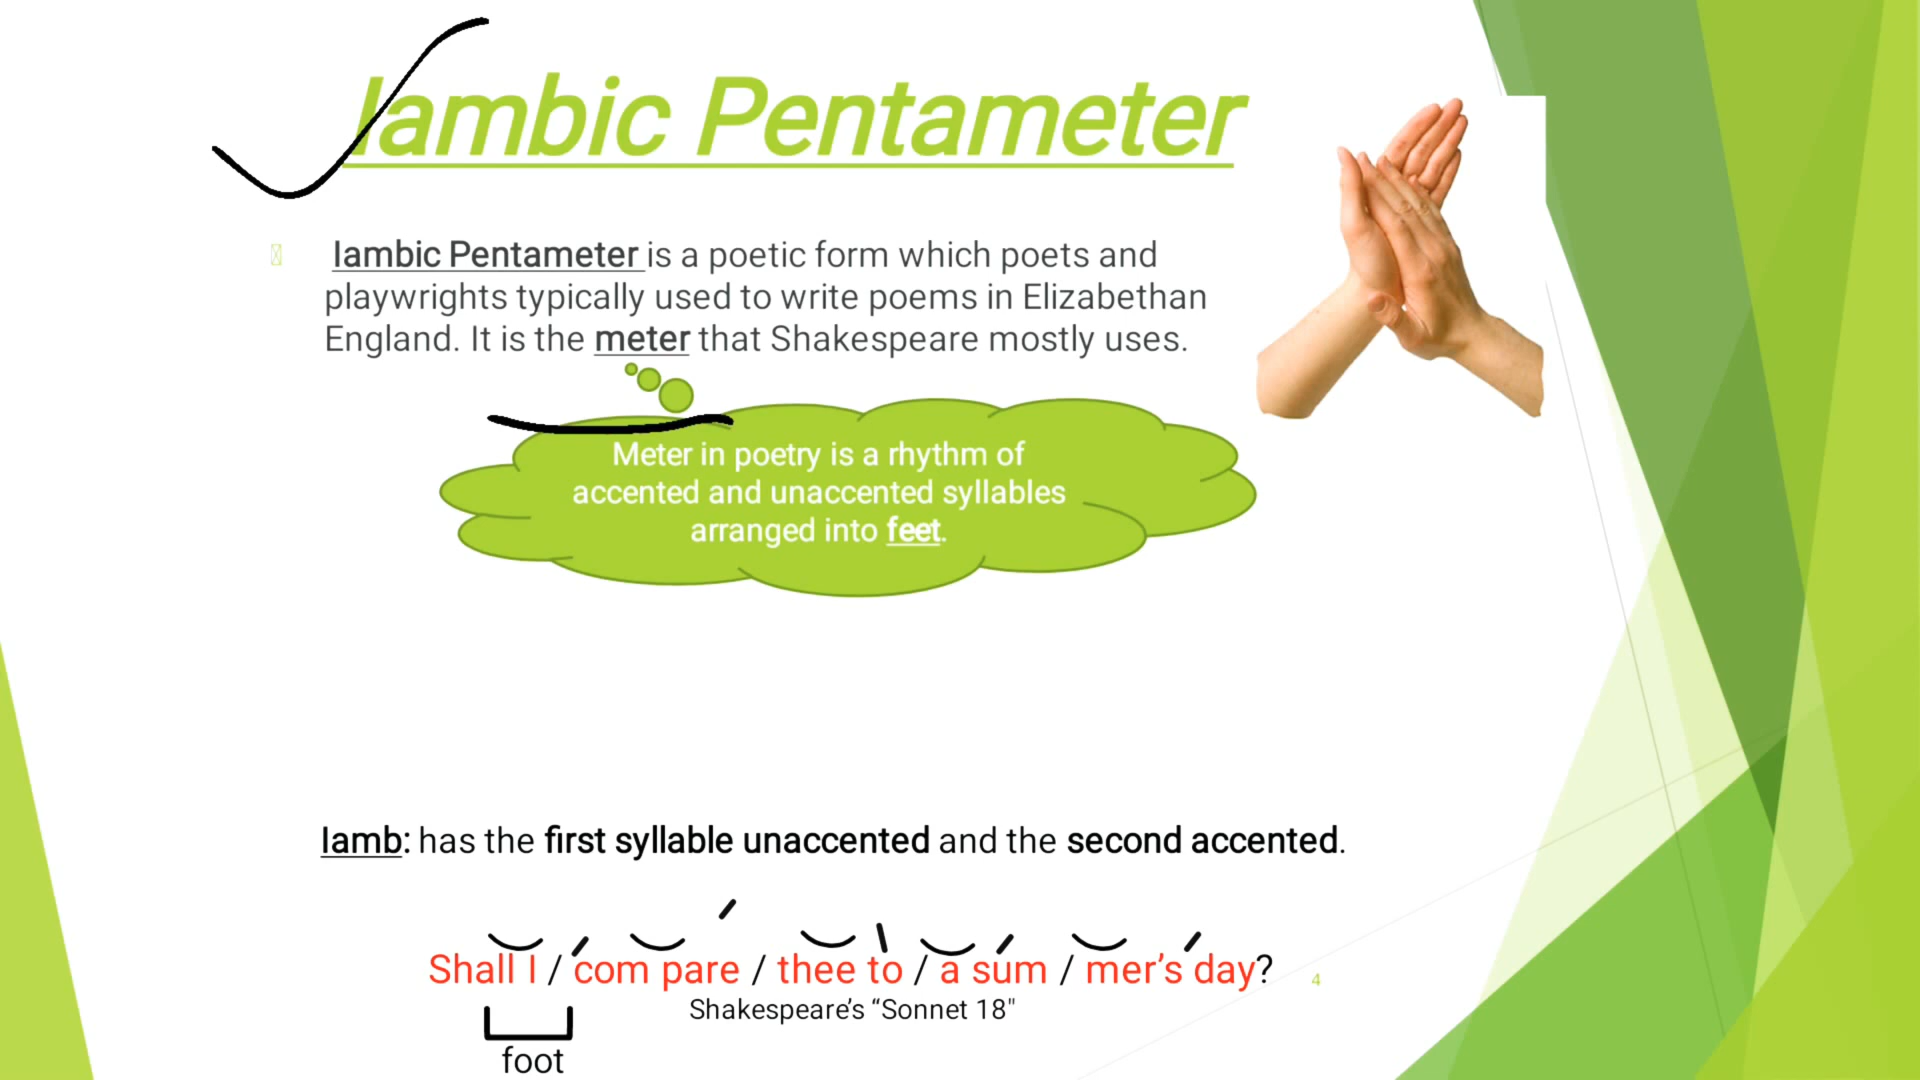 Iambic Pentameter
Iambic Pentameter is a poetic form which poets and
playwrights typically used to write poems in Elizabethan
England. It is the meter that Shakespeare mostly uses.
Meter in poetry is a rhythm of
accented and unaccented syllables
arranged into feet.
Iamb: has the first syllable unaccented and the second accented.
Shall I / com pare / thee to / a sum / mer’s day?
4
Shakespeare’s “Sonnet 18"
foot